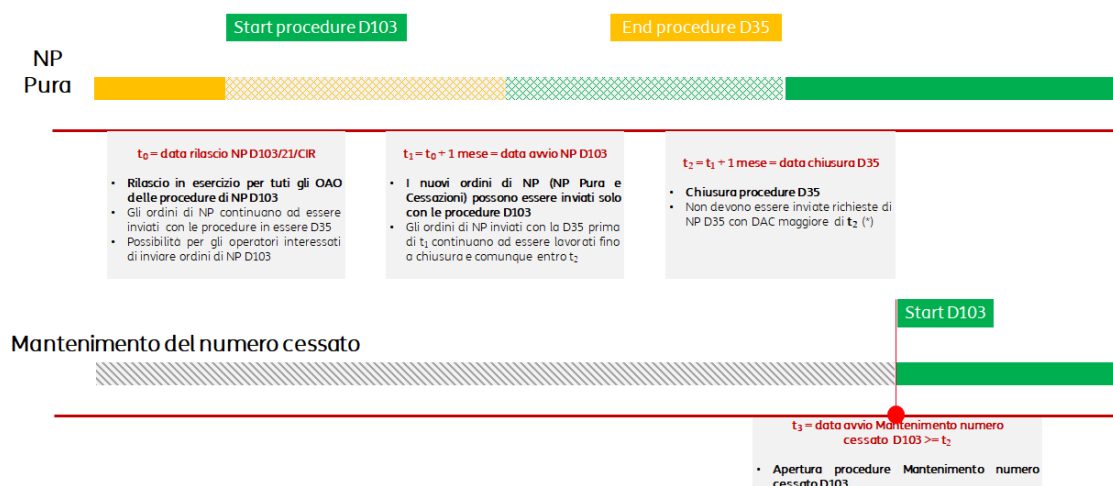 Start procedure D103
End procedure D35
NP
Pura
t₀ = data rilascio NP D103/21/CIR
• Rilascio in esercizio per tuti gli OAO
delle procedure di NP D103
• Gli ordini di NP continuano ad essere
inviati con le procedure in essere D35
• Possibilità per gli operatori interessati
di inviare ordini di NP D103
t₁ = t₀ + 1 mese = data avvio NP D103
• I nuovi ordini di NP (NP Pura e
Cessazioni) possono essere inviati solo
con le procedure D103
• Gli ordini di NP inviati con la D35 prima
di t₁ continuano ad essere lavorati fino
a chiusura e comunque entro t₂
t₂ = t₁ + 1 mese = data chiusura D35
• Chiusura procedure D35
• Non devono essere inviate richieste di
NP D35 con DAC maggiore di t₂ (*)
Start D103
Mantenimento del numero cessato
t₃ = data avvio Mantenimento numero
cessato D103 >= t₂
• Apertura procedure Mantenimento numero
cessato D103